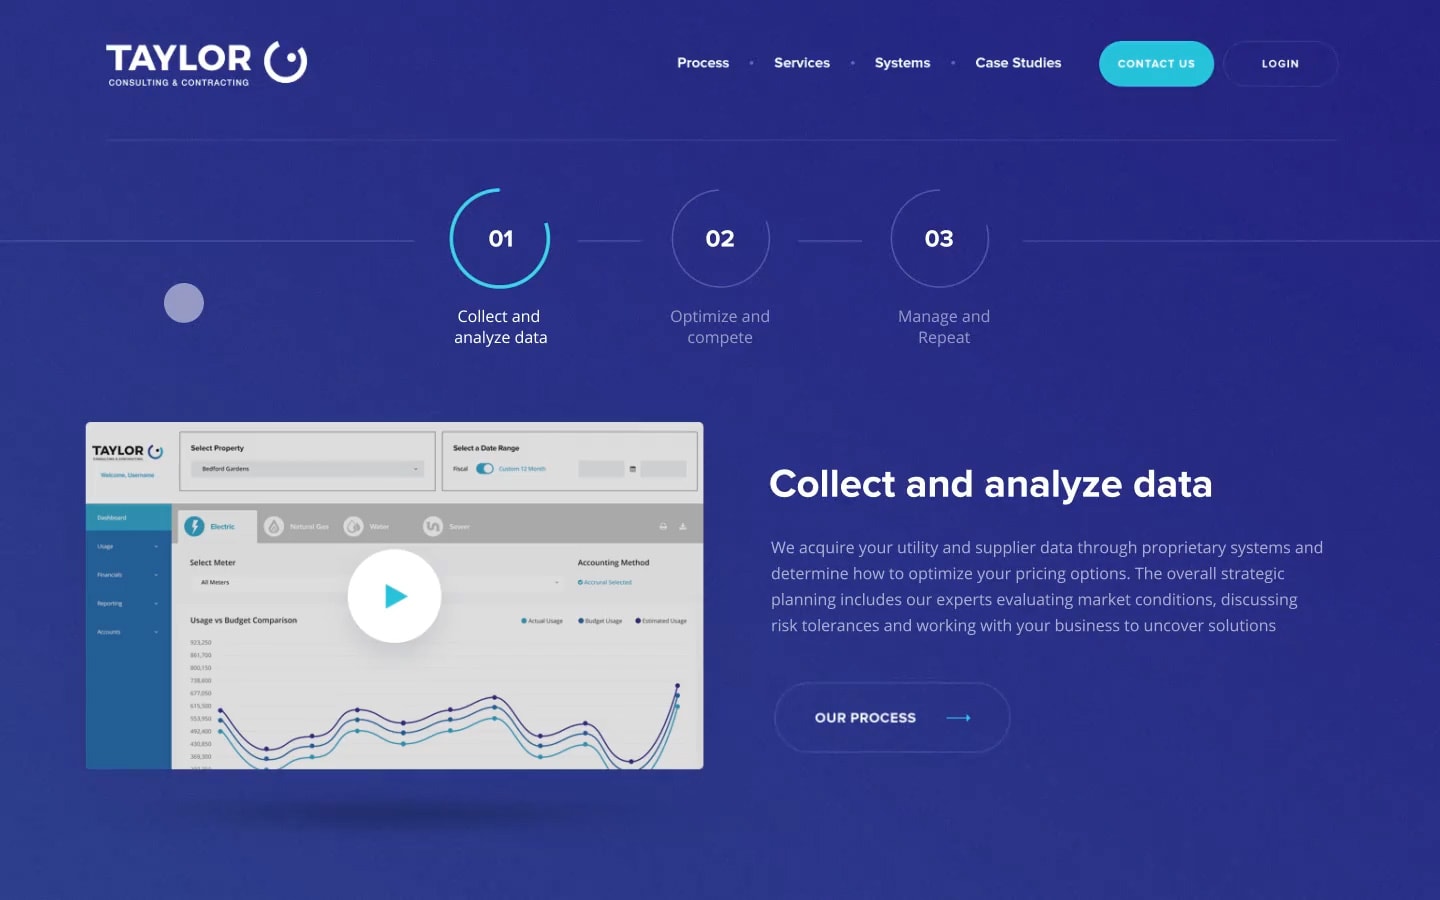 TAYLOR
CONSULTING & CONTRACTING
Process
Services
Systems
Case Studies
CONTACT US
LOGIN
01
02
03
Collect and
analyze data
Optimize and
compete
Manage and
Repeat
TAYLOR
Welcome, Username
Select Property
Bedford Gardens
Select a Date Range
Fiscal
Custom 12 Month
Dashboard
Usage
Financials
Reporting
Accounts
Electric
Natural Gas
Water
Sewer
Select Meter
All Meters
Accounting Method
Accrural Selected
Usage vs Budget Comparison
Actual Usage
Budget Usage
Estimated Usage
923,250
861,700
800,150
738,600
677,050
615,500
553,950
492,400
430,850
369,300
Collect and analyze data
We acquire your utility and supplier data through proprietary systems and
determine how to optimize your pricing options. The overall strategic
planning includes our experts evaluating market conditions, discussing
risk tolerances and working with your business to uncover solutions
OUR PROCESS